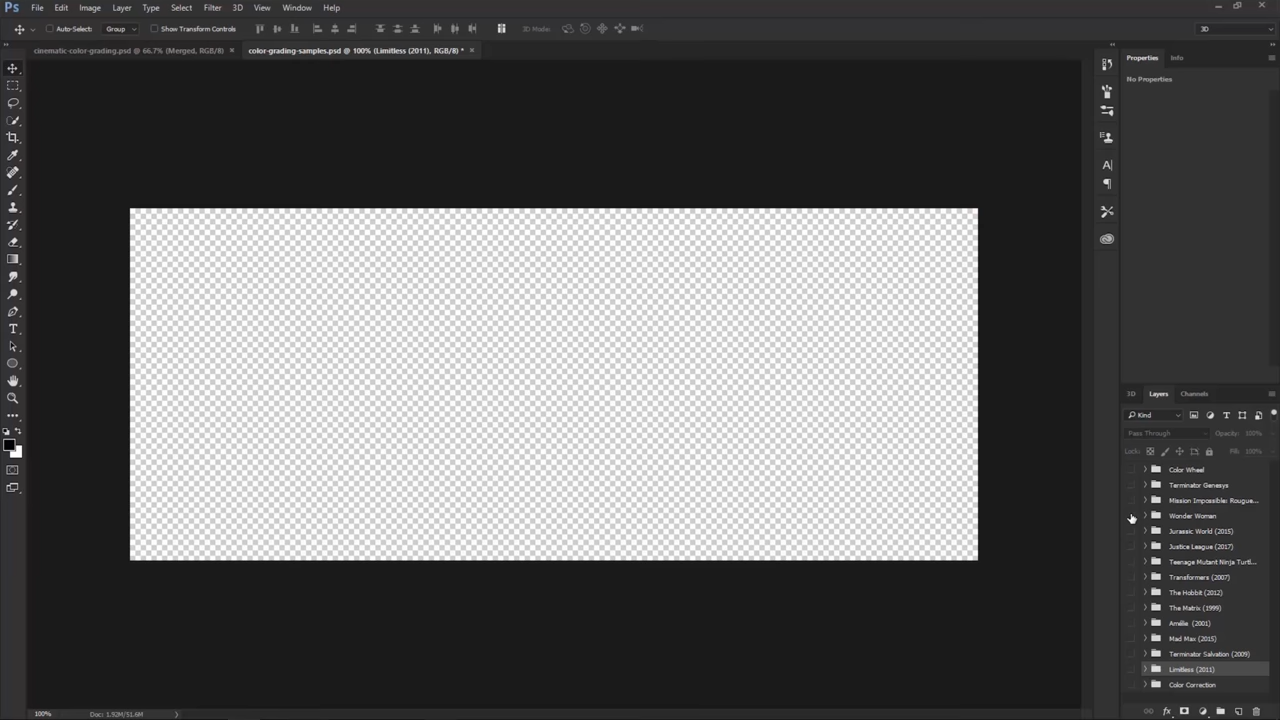 Ps File Edit Image Layer Type Select Filter 3D View Window Help
Auto-Select: Group Show Transform Controls 3D Mode: 3D
cinematic-color-grading.psd @ 66.7% (Merged, RGB/8) × color-grading-samples.psd @ 100% (Limitless (2011), RGB/8) * ×
Properties Info
No Properties
3D Layers Channels
Kind
Pass Through Opacity: 100%
Lock: Fill: 100%
Color Wheel
Terminator Genesys
Mission Impossible: Rougue...
Wonder Woman
Jurassic World (2015)
Justice League (2017)
Teenage Mutant Ninja Turtl...
Transformers (2007)
The Hobbit (2012)
The Matrix (1999)
Amélie (2001)
Mad Max (2015)
Terminator Salvation (2009)
Limitless (2011)
Color Correction
100% Doc: 1.92M/51.6M